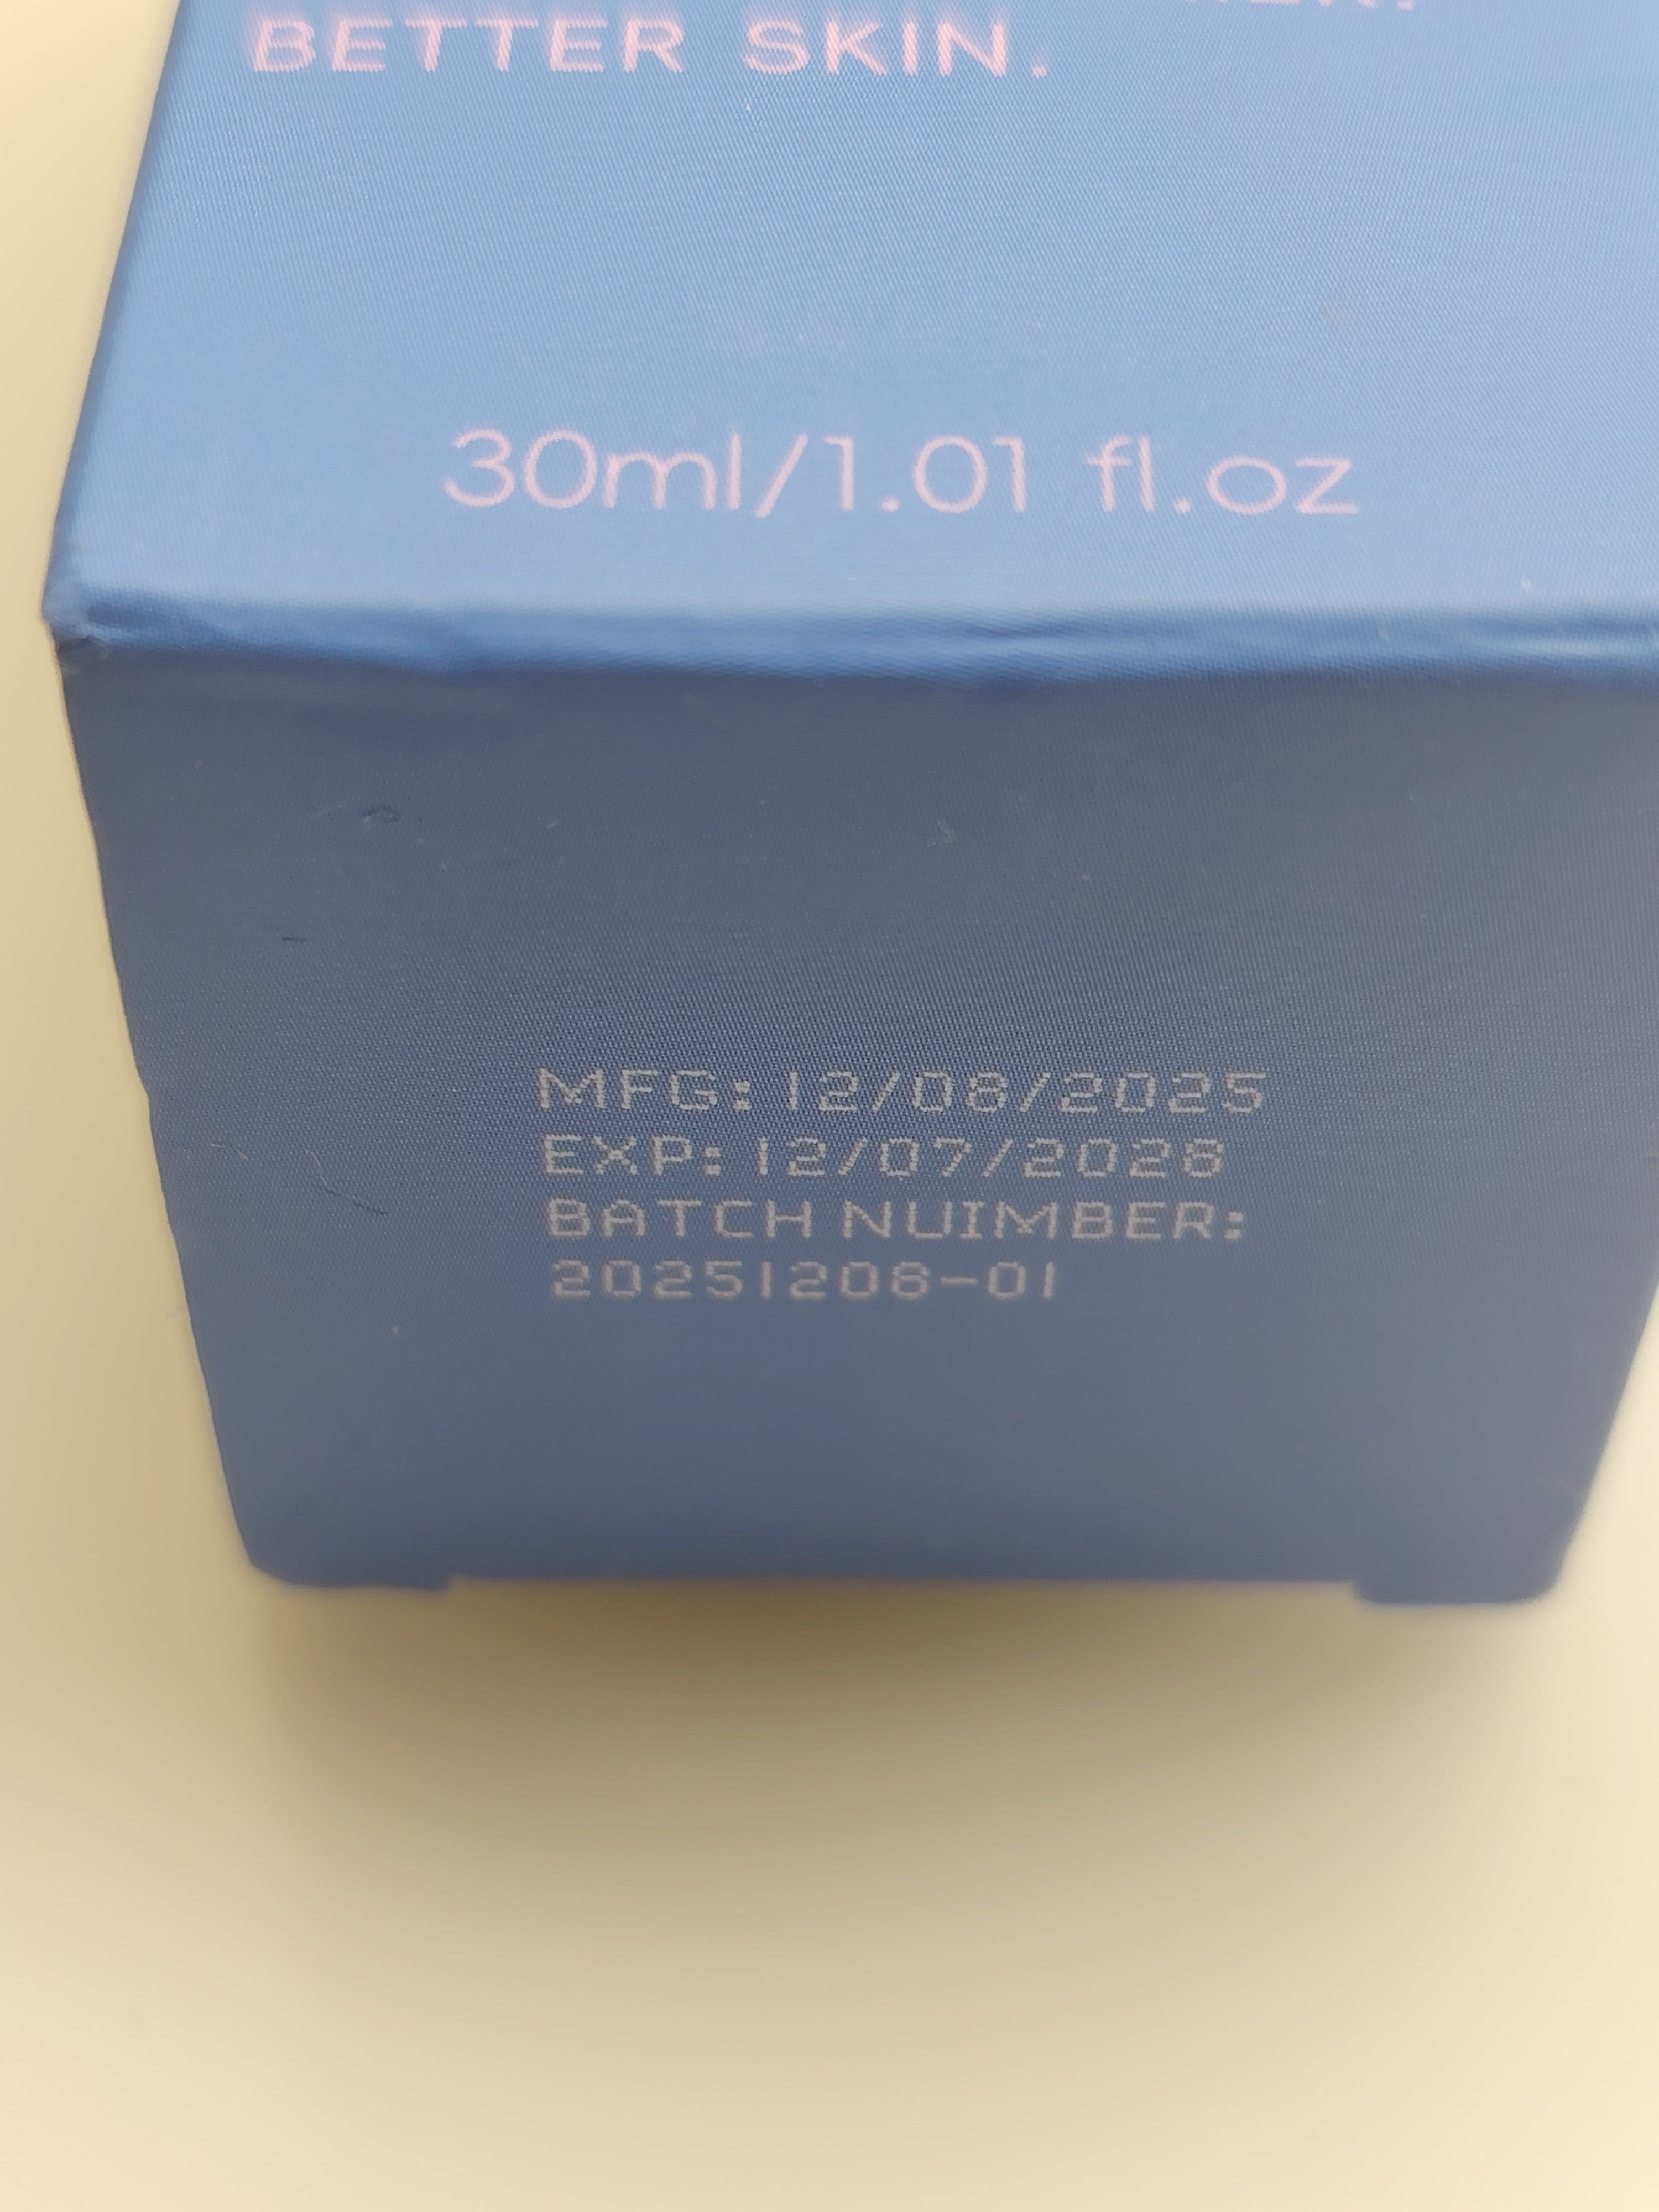 BETTER SKIN.
30ml/1.01 fl.oz
MFG: 12/08/2025
EXP: 12/07/2028
BATCH NUIMBER:
20251208-01